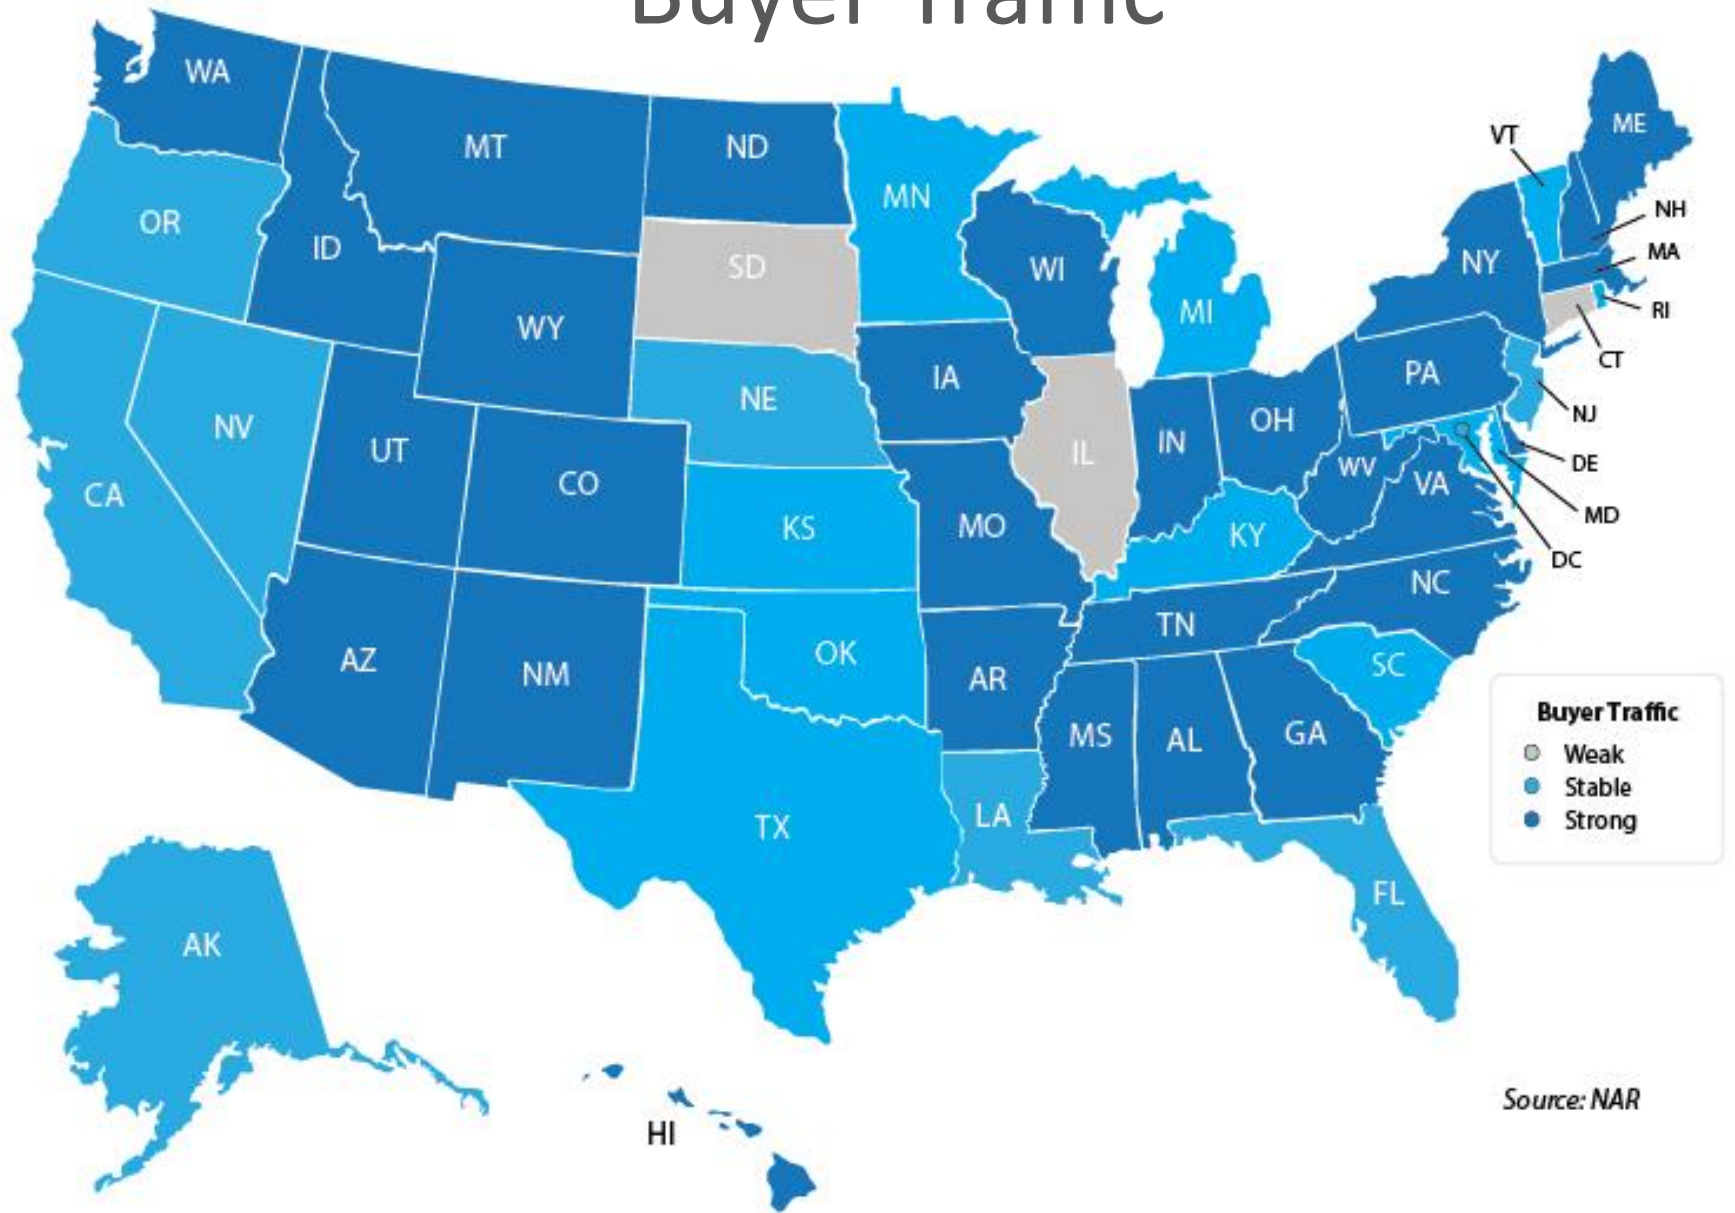 Buyer Traffic
WA
MT
ND
MN
VT
ME
OR
ID
SD
WI
NY
NH
MA
MI
RI
WY
CT
IA
PA
NE
NJ
NV
UT
CO
IL
IN
OH
WV
VA
DE
CA
KS
MO
KY
MD
DC
NC
TN
AZ
NM
OK
AR
SC
MS
AL
GA
TX
LA
FL
Buyer Traffic
Weak
Stable
Strong
AK
HI
Source: NAR